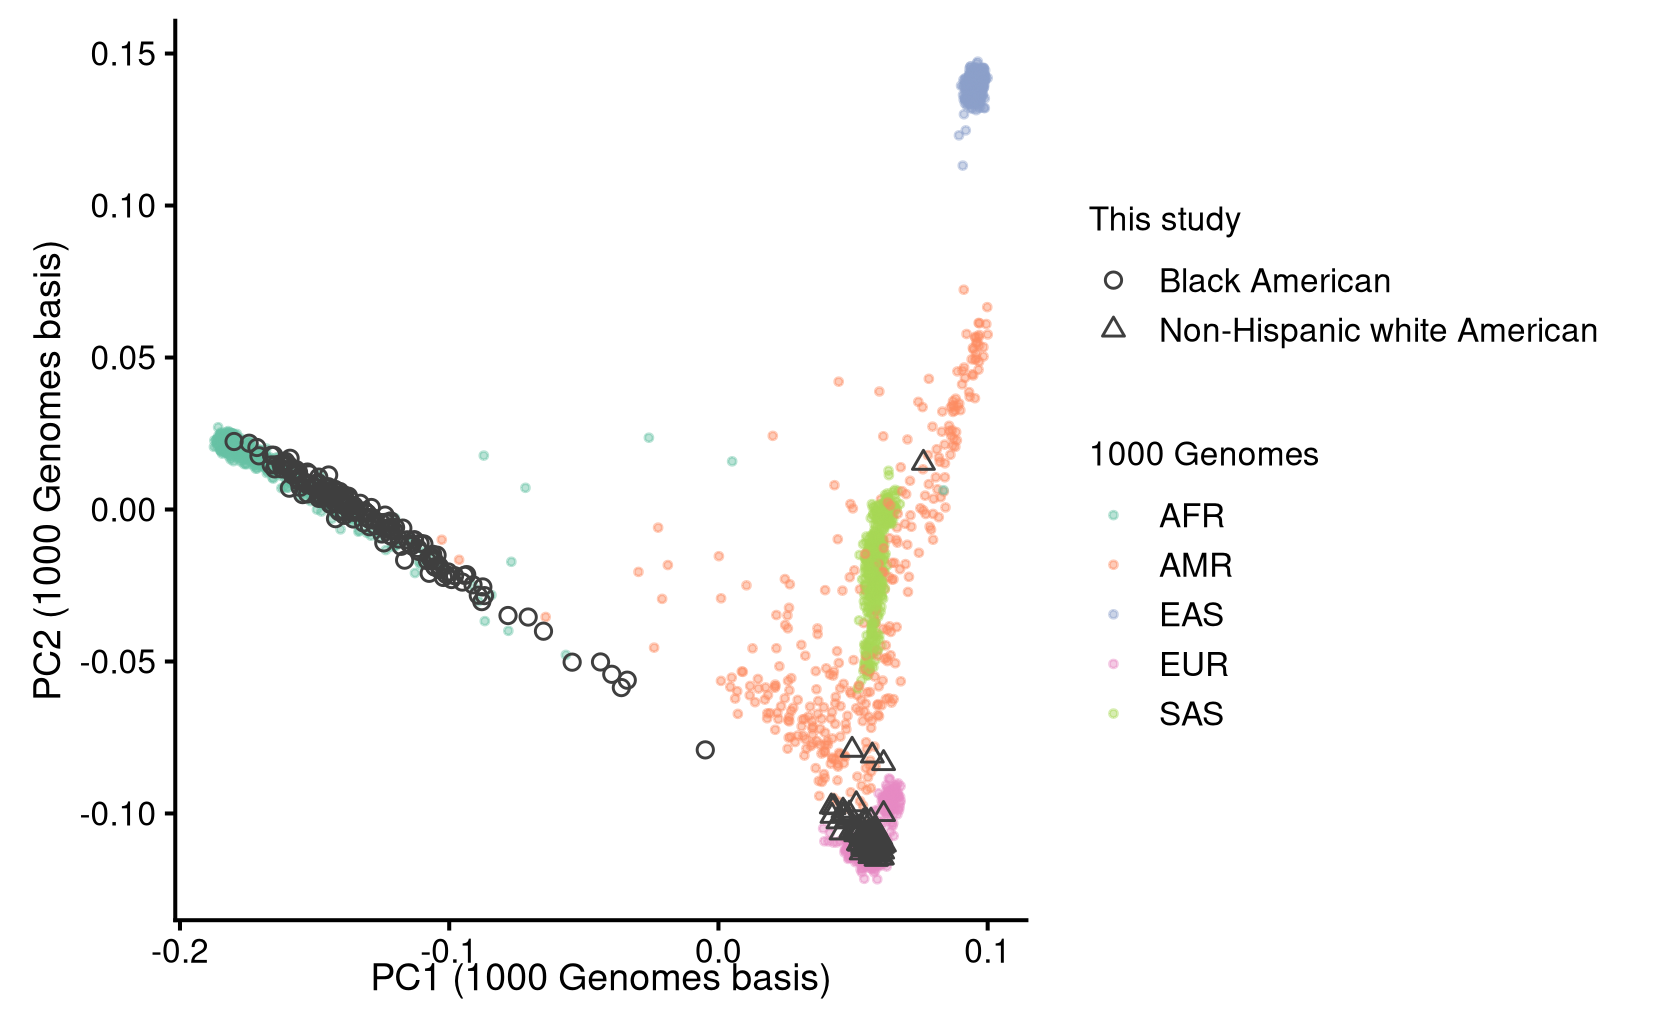 0.15
0.10
0.05
0.00
-0.05
-0.10
PC2 (1000 Genomes basis)
-0.2
-0.1
0.0
0.1
PC1 (1000 Genomes basis)
This study
Black American
Non-Hispanic white American
1000 Genomes
AFR
AMR
EAS
EUR
SAS